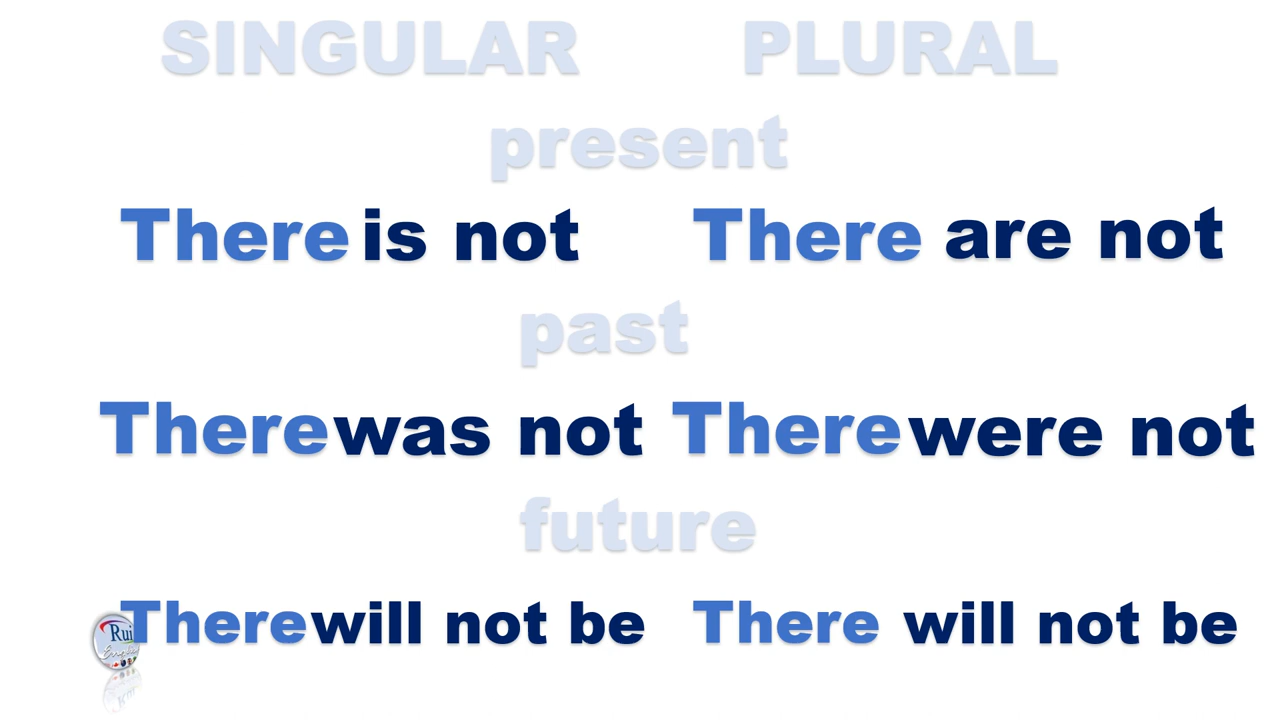 SINGULAR PLURAL
present
There is not There are not
past
There was not There were not
future
There will not be There will not be
Rui